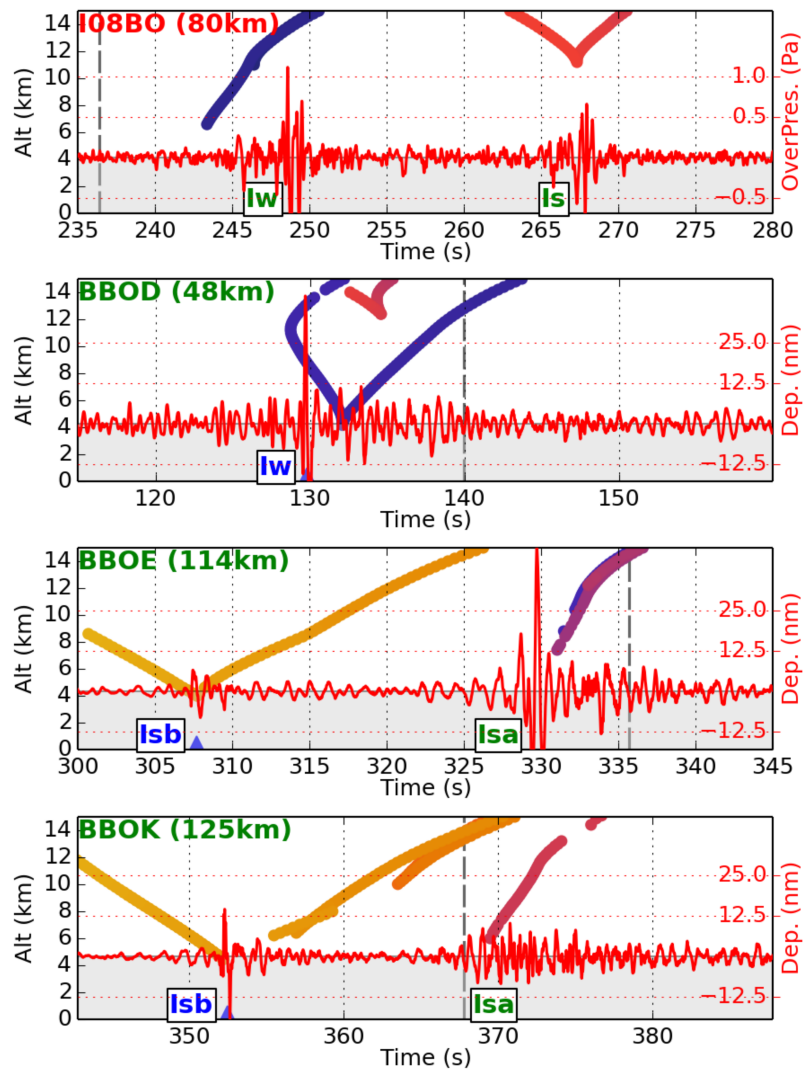 I08BO (80km)
14
12
10
8
6
4
2
0
Alt (km)
1.0
0.5
−0.5
OverPres. (Pa)
Iw
Is
235 240 245 250 255 260 265 270 275 280
Time (s)
BBOD (48km)
14
12
10
8
6
4
2
0
Alt (km)
25.0
12.5
−12.5
Dep. (nm)
Iw
120 130 140 150
Time (s)
BBOE (114km)
14
12
10
8
6
4
2
0
Alt (km)
25.0
12.5
−12.5
Dep. (nm)
Isb
Isa
300 305 310 315 320 325 330 335 340 345
Time (s)
BBOK (125km)
14
12
10
8
6
4
2
0
Alt (km)
25.0
12.5
−12.5
Dep. (nm)
Isb
Isa
350 360 370 380
Time (s)